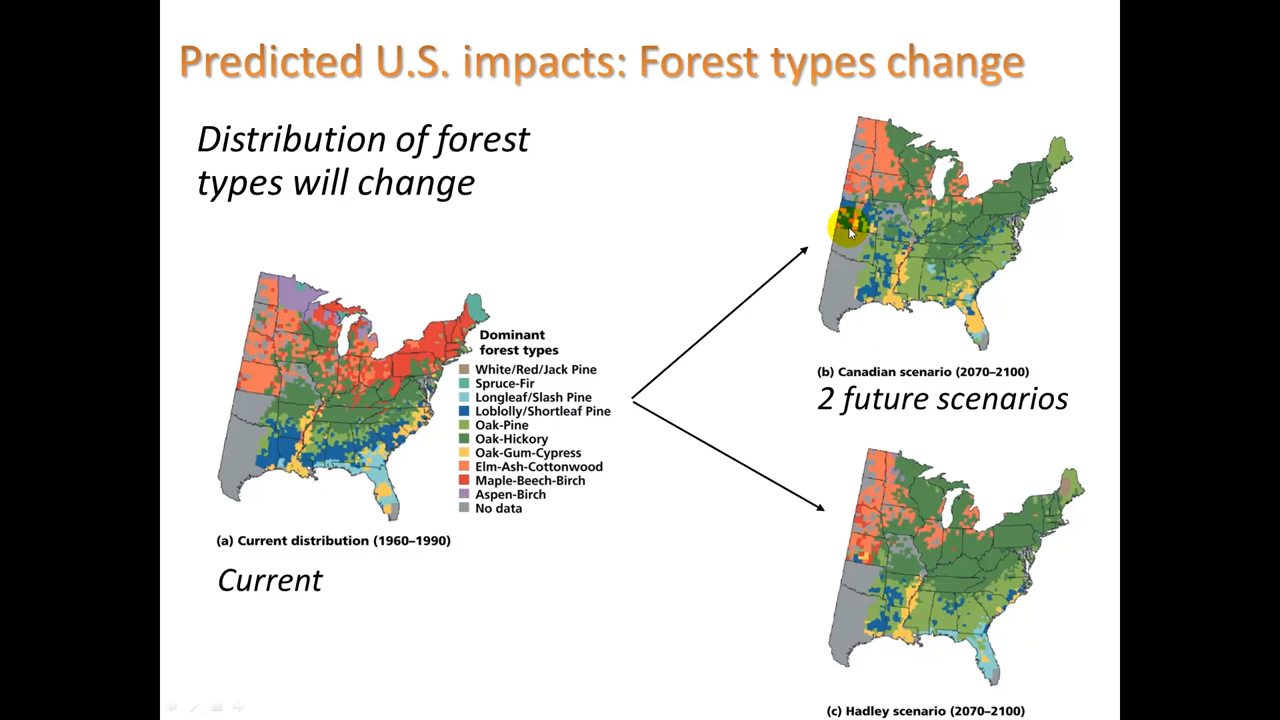 Predicted U.S. impacts: Forest types change
Distribution of forest
types will change
Dominant
forest types
White/Red/Jack Pine
Spruce-Fir
Longleaf/Slash Pine
Loblolly/Shortleaf Pine
Oak-Pine
Oak-Hickory
Oak-Gum-Cypress
Elm-Ash-Cottonwood
Maple-Beech-Birch
Aspen-Birch
No data
(a) Current distribution (1960–1990)
Current
(b) Canadian scenario (2070–2100)
2 future scenarios
(c) Hadley scenario (2070–2100)